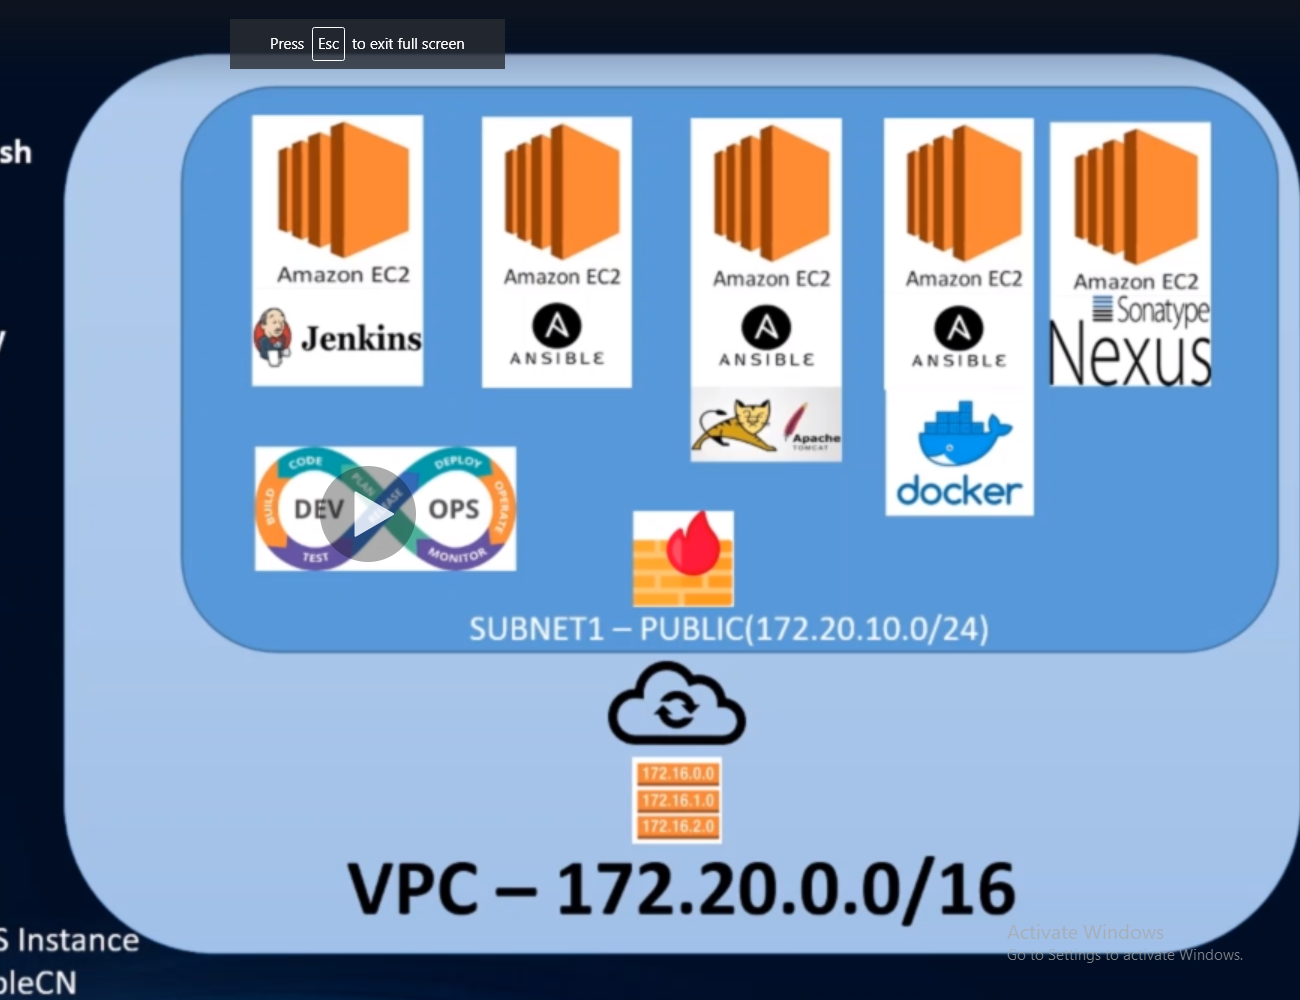 Press Esc to exit full screen
sh
Amazon EC2
Amazon EC2
Amazon EC2
Amazon EC2
Amazon EC2
Jenkins
ANSIBLE
ANSIBLE
ANSIBLE
Sonatype
Nexus
Apache
TOMCAT
docker
CODE
BUILD
TEST
PLAN
DEV
OPS
DEPLOY
OPERATE
MONITOR
SUBNET1 – PUBLIC(172.20.10.0/24)
172.16.0.0
172.16.1.0
172.16.2.0
VPC – 172.20.0.0/16
S Instance
bleCN
Activate Windows
Go to Settings to activate Windows.